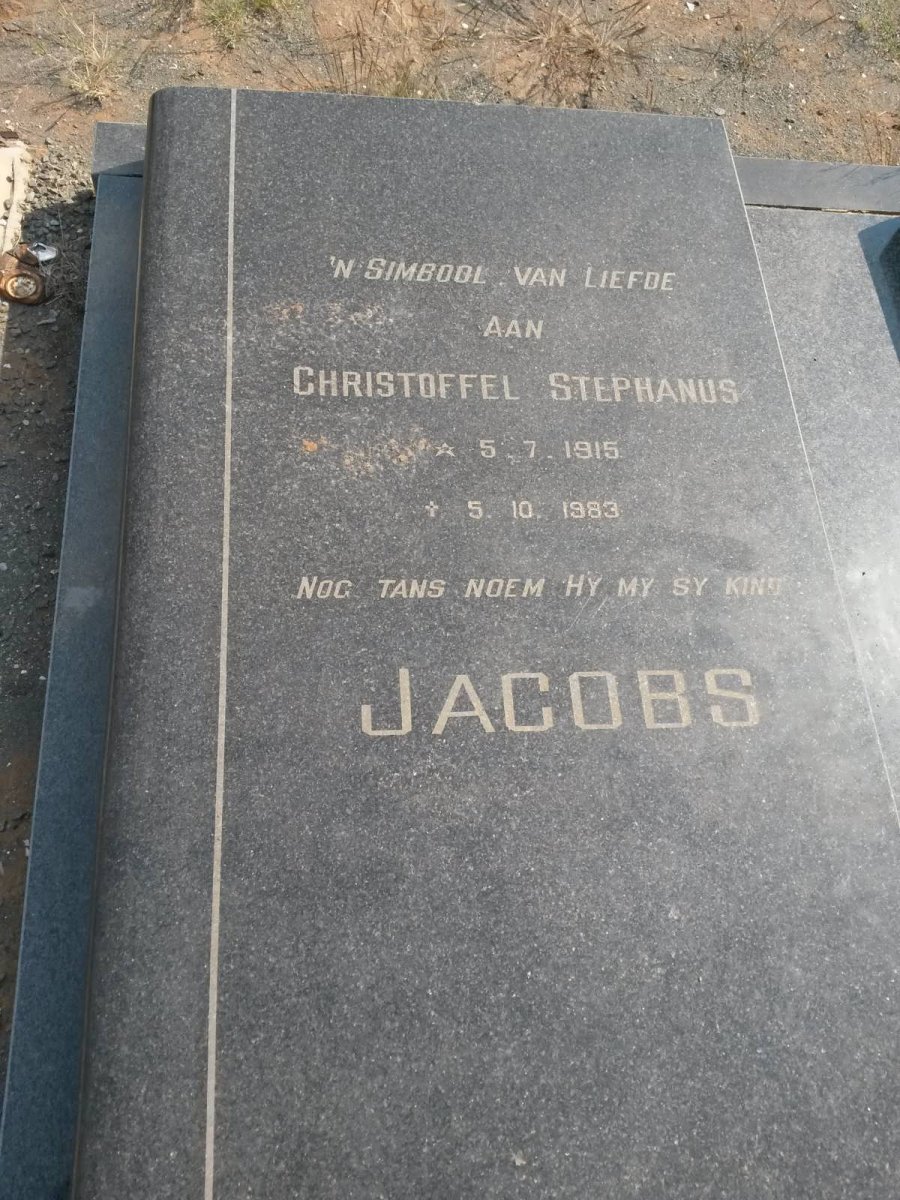 'N SIMBOOL VAN LIEFDE
AAN
CHRISTOFFEL STEPHANUS
☆ 5.7.1915
✝ 5.10.1983
NOG TANS NOEM HY MY SY KIND
JACOBS